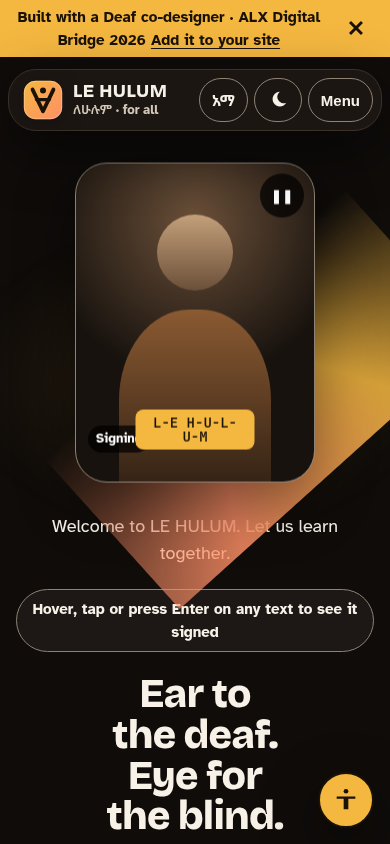 Built with a Deaf co-designer · ALX Digital
Bridge 2026 Add it to your site
✕
LE HULUM
ለሁሉም · for all
አማ
Menu
L-E H-U-L-
U-M
Welcome to LE HULUM. Let us learn
together.
Hover, tap or press Enter on any text to see it
signed
Ear to
the deaf.
Eye for
the blind.